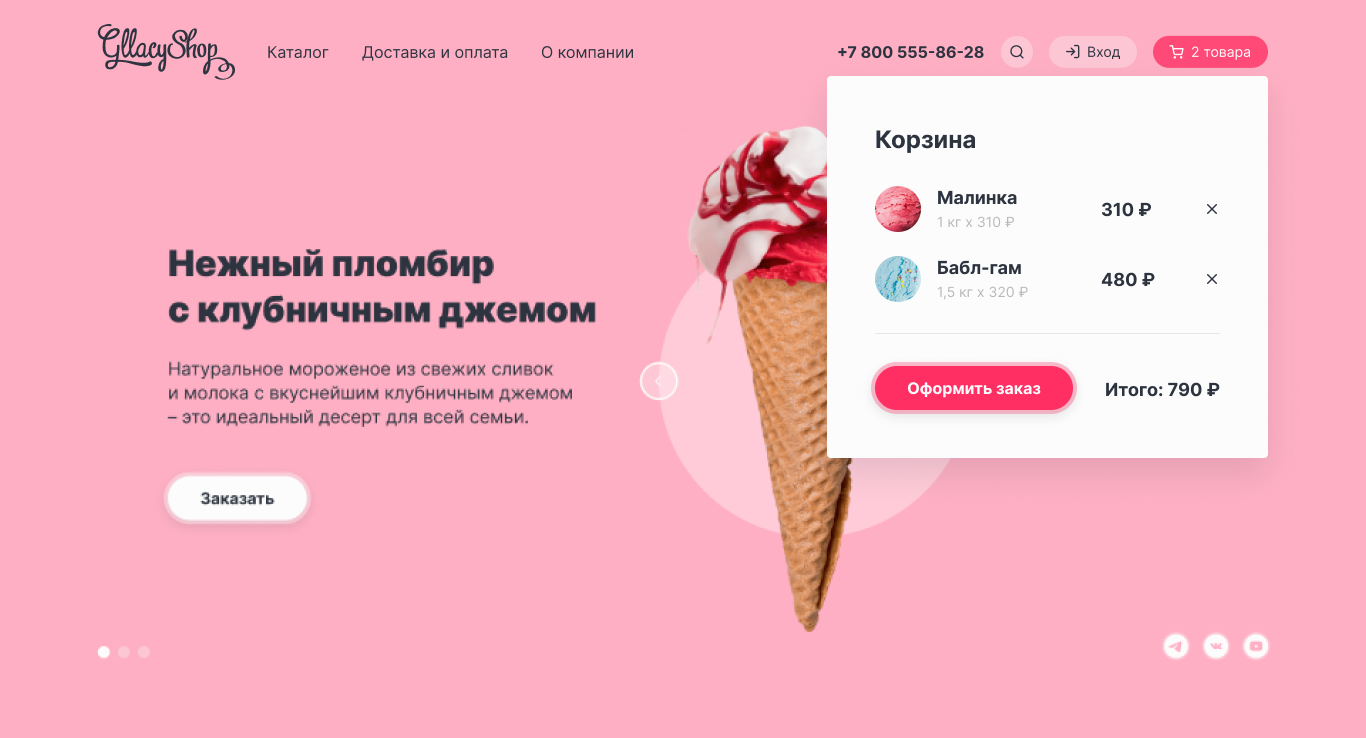 GllacyShop
Каталог
Доставка и оплата
О компании
+7 800 555-86-28
Вход
2 товара
Корзина
Малинка
1 кг х 310 ₽
310 ₽
Бабл-гам
1,5 кг х 320 ₽
480 ₽
Оформить заказ
Итого: 790 ₽
Нежный пломбир
с клубничным джемом
Натуральное мороженое из свежих сливок
и молока с вкуснейшим клубничным джемом
– это идеальный десерт для всей семьи.
Заказать